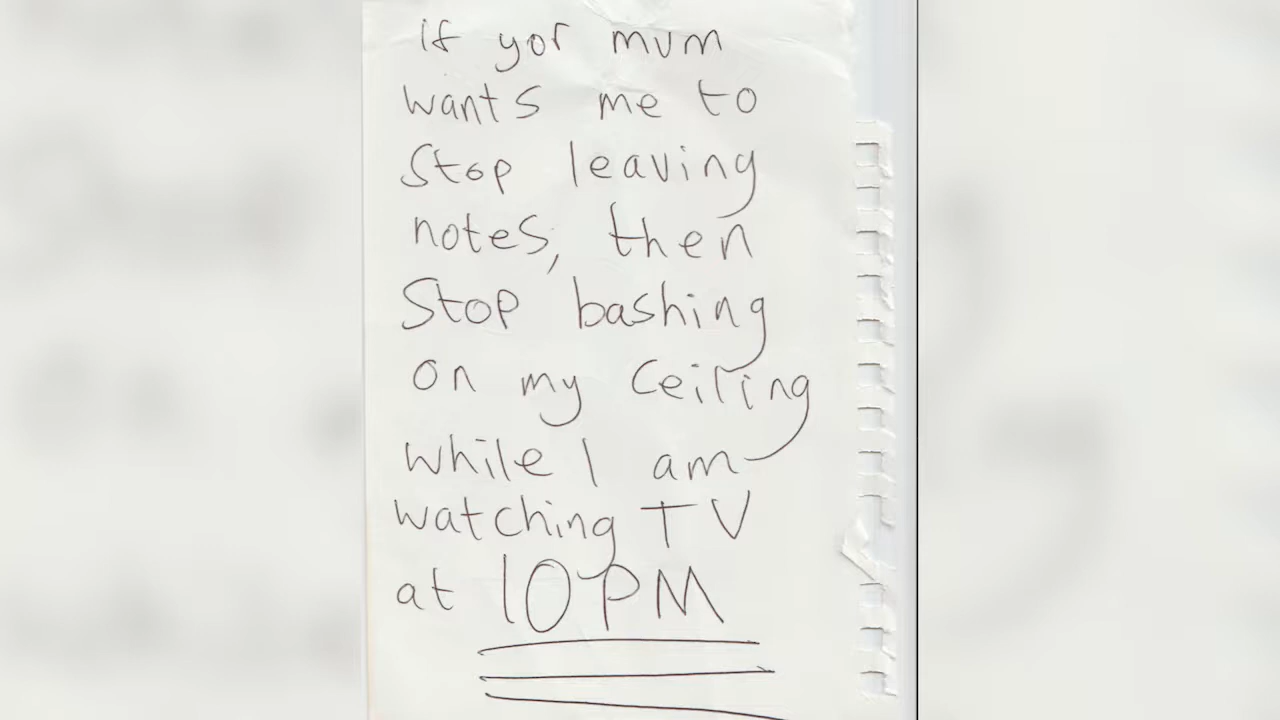 if yor mum
wants me to
stop leaving
notes, then
Stop bashing
on my ceiling
while I am
watching TV
at 10PM